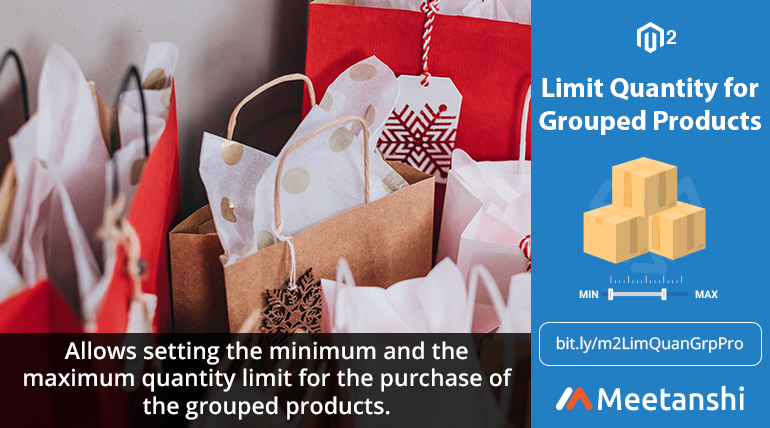 2
Limit Quantity for
Grouped Products
MIN MAX
bit.ly/m2LimQuanGrpPro
Meetanshi
Allows setting the minimum and the
maximum quantity limit for the purchase of
the grouped products.